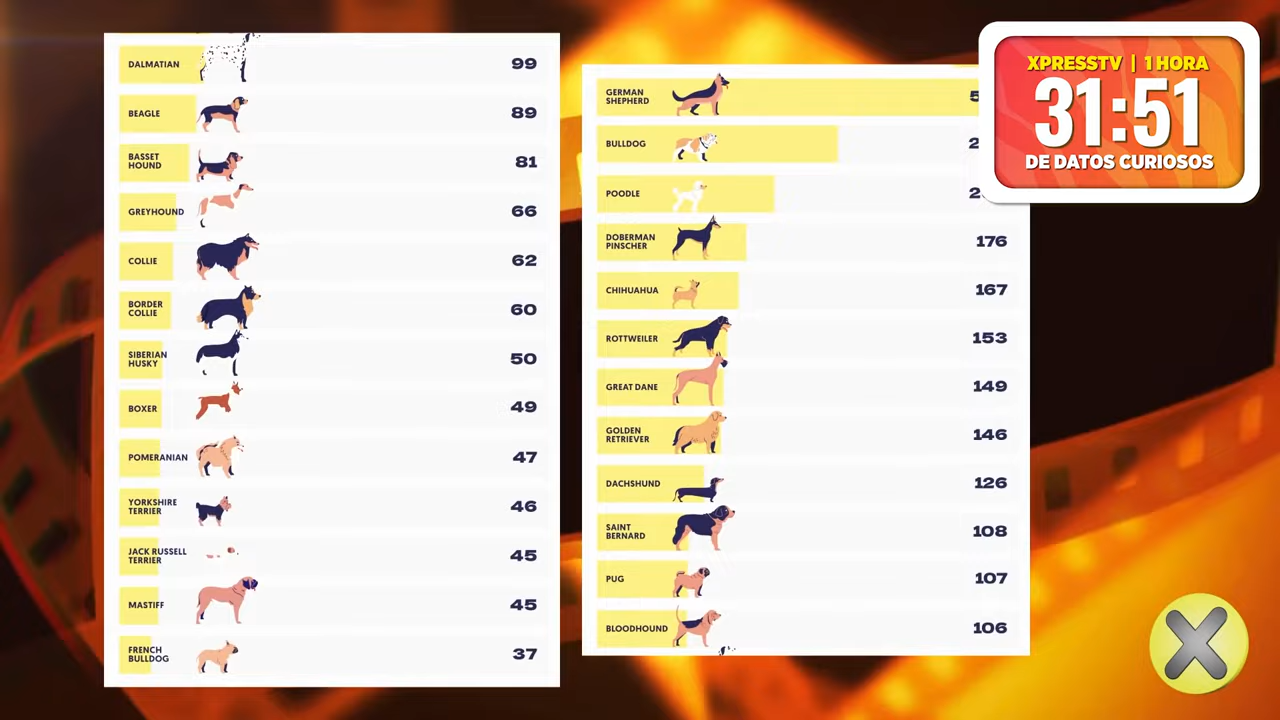 DALMATIAN 99
BEAGLE 89
BASSET
HOUND 81
GREYHOUND 66
COLLIE 62
BORDER
COLLIE 60
SIBERIAN
HUSKY 50
BOXER 49
POMERANIAN 47
YORKSHIRE
TERRIER 46
JACK RUSSELL
TERRIER 45
MASTIFF 45
FRENCH
BULLDOG 37
GERMAN
SHEPHERD
BULLDOG
POODLE
DOBERMAN
PINSCHER 176
CHIHUAHUA 167
ROTTWEILER 153
GREAT DANE 149
GOLDEN
RETRIEVER 146
DACHSHUND 126
SAINT
BERNARD 108
PUG 107
BLOODHOUND 106
XPRESSTV | 1 HORA
31:51
DE DATOS CURIOSOS
X